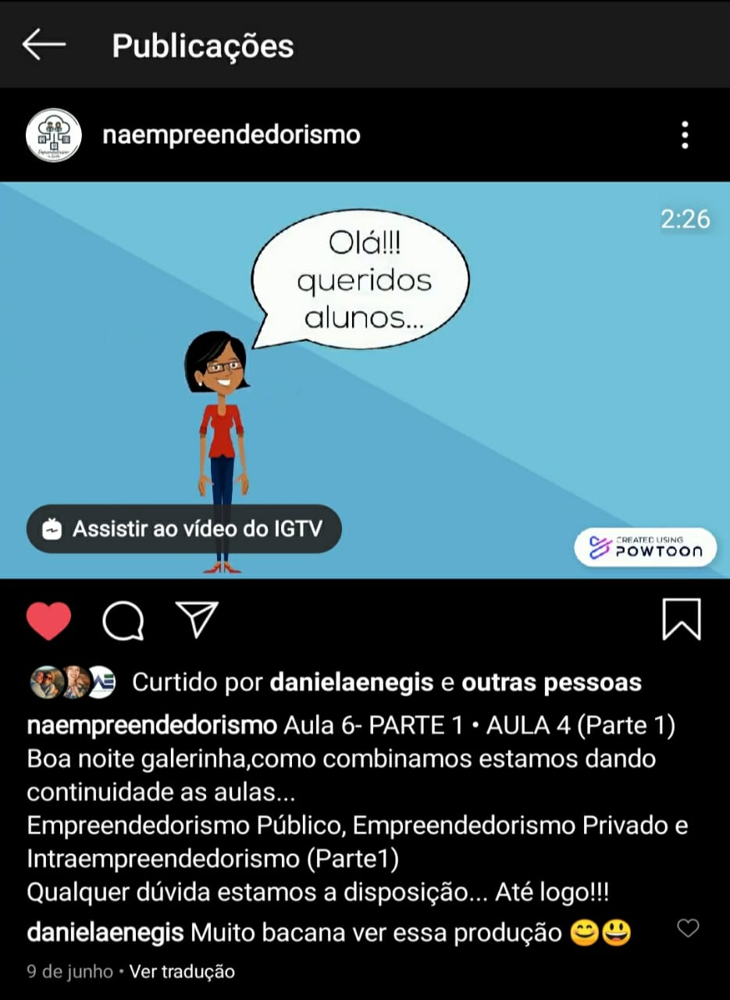 Publicações
naempreendedorismo
2:26
Olá!!!
queridos
alunos...
Assistir ao vídeo do IGTV
CREATED USING
POWTOON
Curtido por danielaenegis e outras pessoas
naempreendedorismo Aula 6- PARTE 1 • AULA 4 (Parte 1)
Boa noite galerinha,como combinamos estamos dando
continuidade as aulas...
Empreendedorismo Público, Empreendedorismo Privado e
Intraempreendedorismo (Parte1)
Qualquer dúvida estamos a disposição... Até logo!!!
danielaenegis Muito bacana ver essa produção 😊😃
9 de junho • Ver tradução